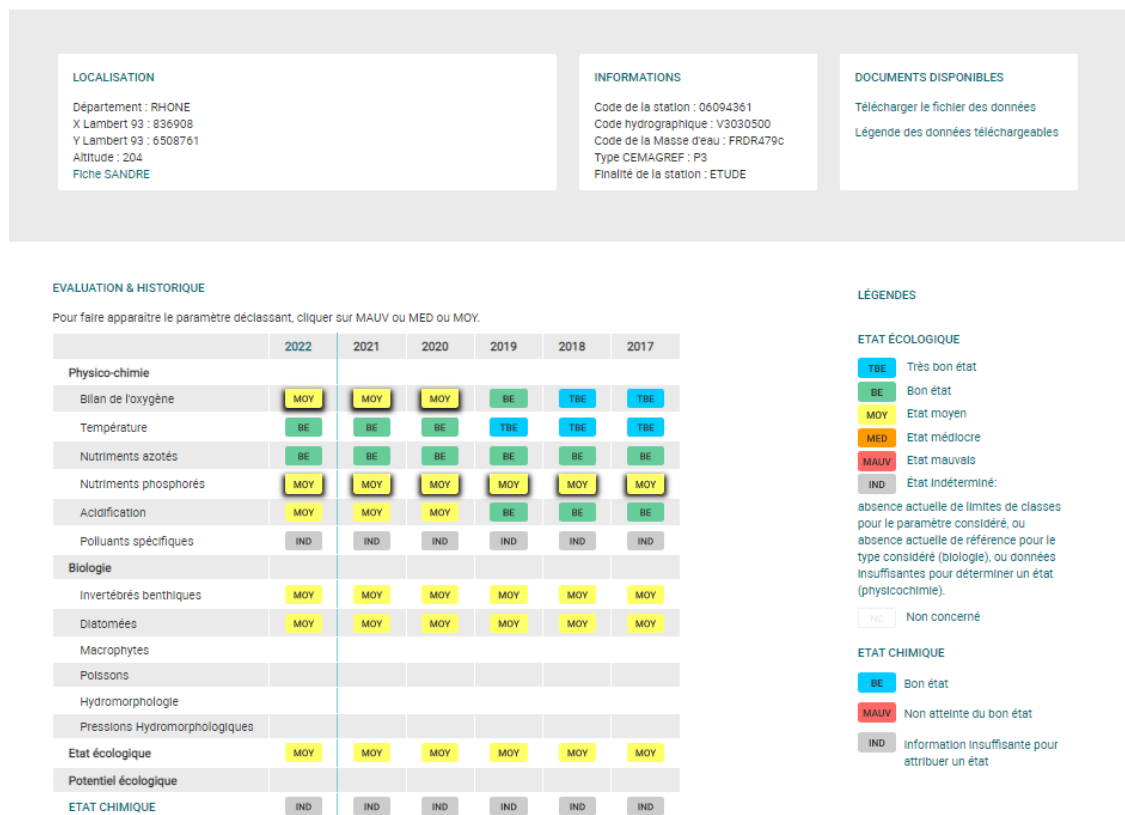 LOCALISATION
Département : RHONE
X Lambert 93 : 836908
Y Lambert 93 : 6508761
Altitude : 204
Fiche SANDRE
INFORMATIONS
Code de la station : 06094361
Code hydrographique : V3030500
Code de la Masse d'eau : FRDR479c
Type CEMAGREF : P3
Finalité de la station : ETUDE
DOCUMENTS DISPONIBLES
Télécharger le fichier des données
Légende des données téléchargeables
EVALUATION & HISTORIQUE
Pour faire apparaître le paramètre déclassant, cliquer sur MAUV ou MED ou MOY.
2022 2021 2020 2019 2018 2017
Physico-chimie
Bilan de l'oxygène MOY MOY MOY BE TBE TBE
Température BE BE BE TBE TBE TBE
Nutriments azotés BE BE BE BE BE BE
Nutriments phosphorés MOY MOY MOY MOY MOY MOY
Acidification MOY MOY MOY BE BE BE
Polluants spécifiques IND IND IND IND IND IND
Biologie
Invertébrés benthiques MOY MOY MOY MOY MOY MOY
Diatomées MOY MOY MOY MOY MOY MOY
Macrophytes
Poissons
Hydromorphologie
Pressions Hydromorphologiques
Etat écologique MOY MOY MOY MOY MOY MOY
Potentiel écologique
ETAT CHIMIQUE IND IND IND IND IND IND
LÉGENDES
ETAT ÉCOLOGIQUE
TBE Très bon état
BE Bon état
MOY Etat moyen
MED Etat médiocre
MAUV Etat mauvais
IND État indéterminé:
absence actuelle de limites de classes
pour le paramètre considéré, ou
absence actuelle de référence pour le
type considéré (biologie), ou données
insuffisantes pour déterminer un état
(physicochimie).
NC Non concerné
ETAT CHIMIQUE
BE Bon état
MAUV Non atteinte du bon état
IND Information insuffisante pour
attribuer un état